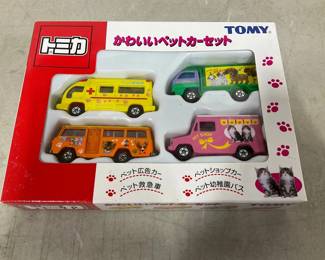 トミカ
かわいいペットカーセット
TOMY
ペット広告カー
ペットショップカー
ペット救急車
ペット幼稚園バス